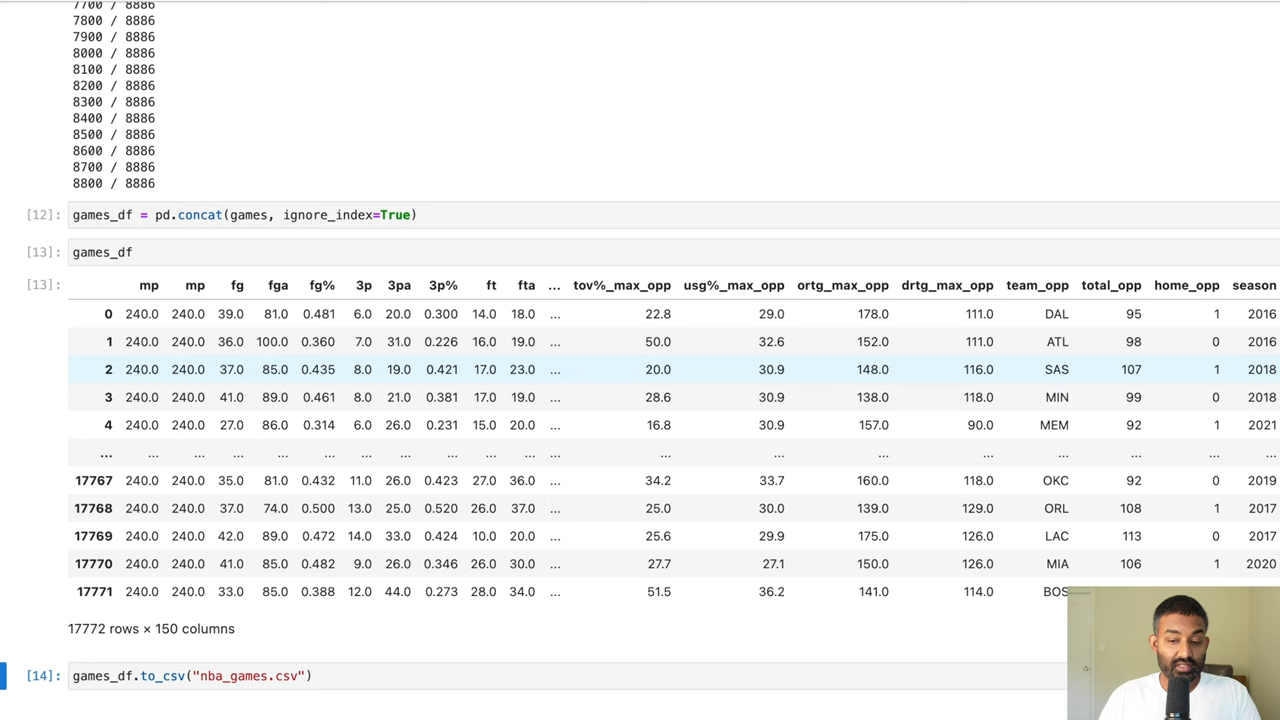 7700 / 8886
7800 / 8886
7900 / 8886
8000 / 8886
8100 / 8886
8200 / 8886
8300 / 8886
8400 / 8886
8500 / 8886
8600 / 8886
8700 / 8886
8800 / 8886
[12]: games_df = pd.concat(games, ignore_index=True)
[13]: games_df
[13]: mp mp fg fga fg% 3p 3pa 3p% ft fta ... tov%_max_opp usg%_max_opp ortg_max_opp drtg_max_opp team_opp total_opp home_opp season
0 240.0 240.0 39.0 81.0 0.481 6.0 20.0 0.300 14.0 18.0 ... 22.8 29.0 178.0 111.0 DAL 95 1 2016
1 240.0 240.0 36.0 100.0 0.360 7.0 31.0 0.226 16.0 19.0 ... 50.0 32.6 152.0 111.0 ATL 98 0 2016
2 240.0 240.0 37.0 85.0 0.435 8.0 19.0 0.421 17.0 23.0 ... 20.0 30.9 148.0 116.0 SAS 107 1 2018
3 240.0 240.0 41.0 89.0 0.461 8.0 21.0 0.381 17.0 19.0 ... 28.6 30.9 138.0 118.0 MIN 99 0 2018
4 240.0 240.0 27.0 86.0 0.314 6.0 26.0 0.231 15.0 20.0 ... 16.8 30.9 157.0 90.0 MEM 92 1 2021
... ... ... ... ... ... ... ... ... ... ... ... ... ... ... ... ... ... ... ...
17767 240.0 240.0 35.0 81.0 0.432 11.0 26.0 0.423 27.0 36.0 ... 34.2 33.7 160.0 118.0 OKC 92 0 2019
17768 240.0 240.0 37.0 74.0 0.500 13.0 25.0 0.520 26.0 37.0 ... 25.0 30.0 139.0 129.0 ORL 108 1 2017
17769 240.0 240.0 42.0 89.0 0.472 14.0 33.0 0.424 10.0 20.0 ... 25.6 29.9 175.0 126.0 LAC 113 0 2017
17770 240.0 240.0 41.0 85.0 0.482 9.0 26.0 0.346 26.0 30.0 ... 27.7 27.1 150.0 126.0 MIA 106 1 2020
17771 240.0 240.0 33.0 85.0 0.388 12.0 44.0 0.273 28.0 34.0 ... 51.5 36.2 141.0 114.0 BOS
17772 rows × 150 columns
[14]: games_df.to_csv("nba_games.csv")